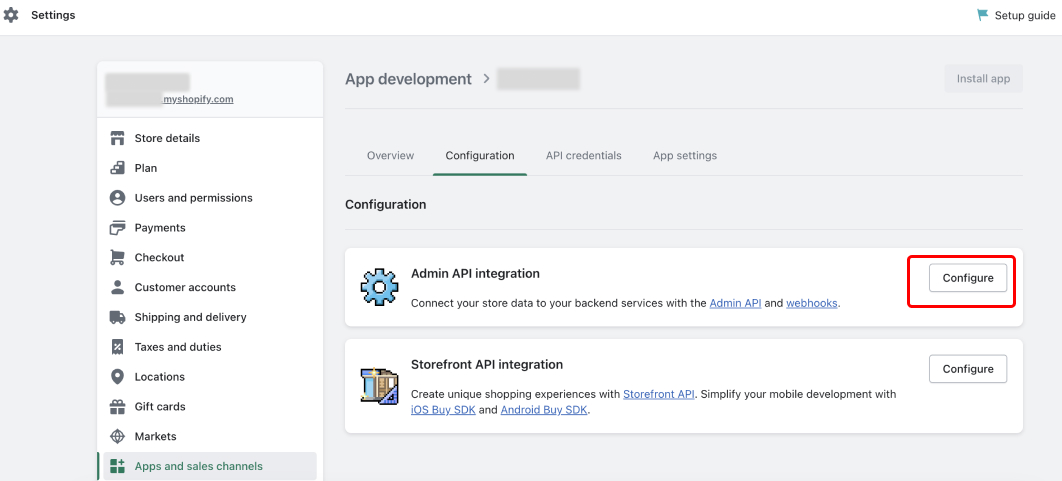 Settings
Setup guide
.myshopify.com
Store details
Plan
Users and permissions
Payments
Checkout
Customer accounts
Shipping and delivery
Taxes and duties
Locations
Gift cards
Markets
Apps and sales channels
App development >
Install app
Overview
Configuration
API credentials
App settings
Configuration
Admin API integration
Connect your store data to your backend services with the Admin API and webhooks.
Configure
Storefront API integration
Create unique shopping experiences with Storefront API. Simplify your mobile development with
iOS Buy SDK and Android Buy SDK.
Configure